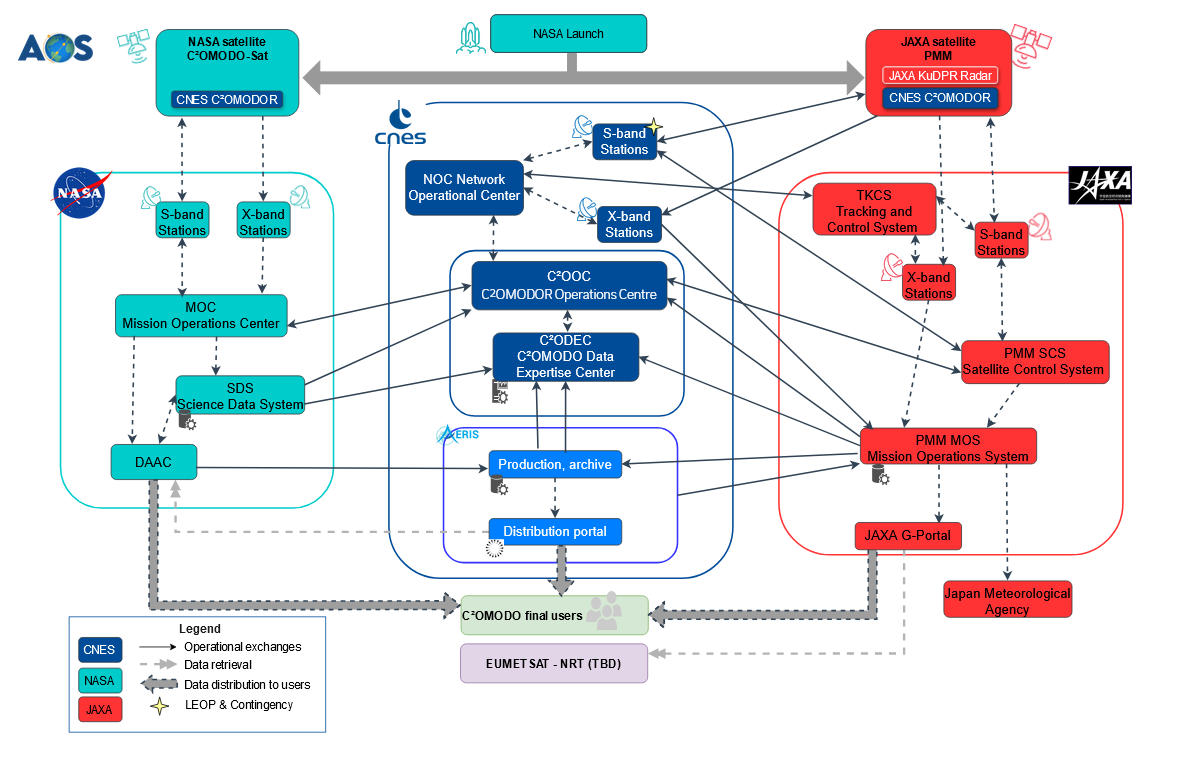 AOS
NASA satellite
C²OMODO-Sat
CNES C²OMODOR
NASA Launch
JAXA satellite
PMM
JAXA KuDPR Radar
CNES C²OMODOR
cnes
NASA
JAXA
S-band
Stations
X-band
Stations
MOC
Mission Operations Center
SDS
Science Data System
DAAC
S-band
Stations
NOC Network
Operational Center
X-band
Stations
C²OOC
C2OMODOR Operations Centre
C²ODEC
C²OMODO Data
Expertise Center
AERIS
Production, archive
Distribution portal
TKCS
Tracking and
Control System
S-band
Stations
X-band
Stations
PMM SCS
Satellite Control System
PMM MOS
Mission Operations System
JAXA G-Portal
Japan Meteorological
Agency
C²OMODO final users
EUMETSAT - NRT (TBD)
Legend
CNES
Operational exchanges
Data retrieval
NASA
Data distribution to users
JAXA
LEOP & Contingency